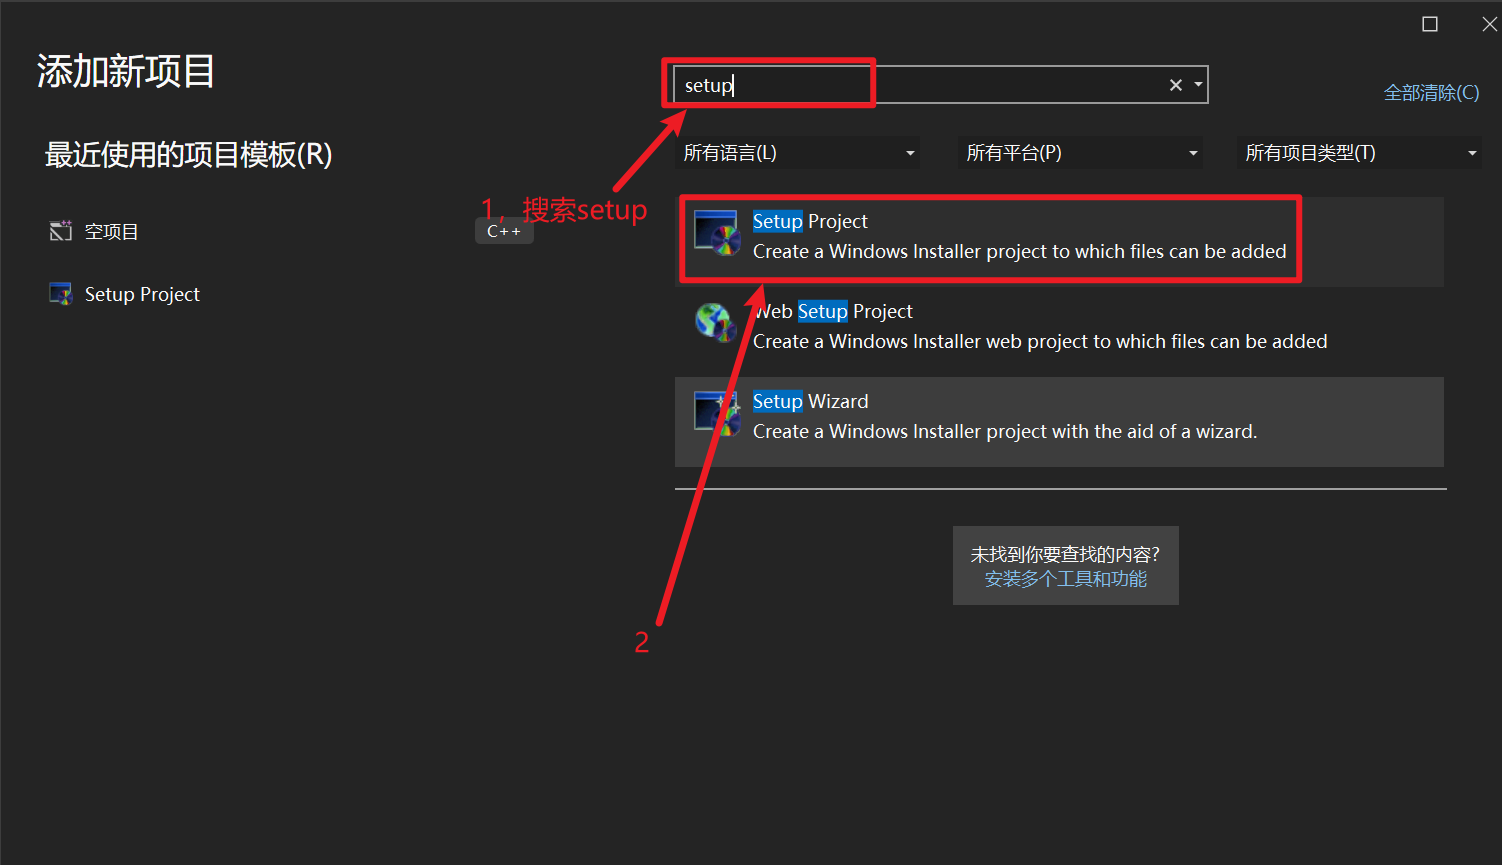 添加新项目
setup
全部清除(C)
最近使用的项目模板(R)
所有语言(L)
所有平台(P)
所有项目类型(T)
1，搜索setup
空项目
C++
Setup Project
Setup Project
Create a Windows Installer project to which files can be added
Web Setup Project
Create a Windows Installer web project to which files can be added
Setup Wizard
Create a Windows Installer project with the aid of a wizard.
未找到你要查找的内容?
安装多个工具和功能
2